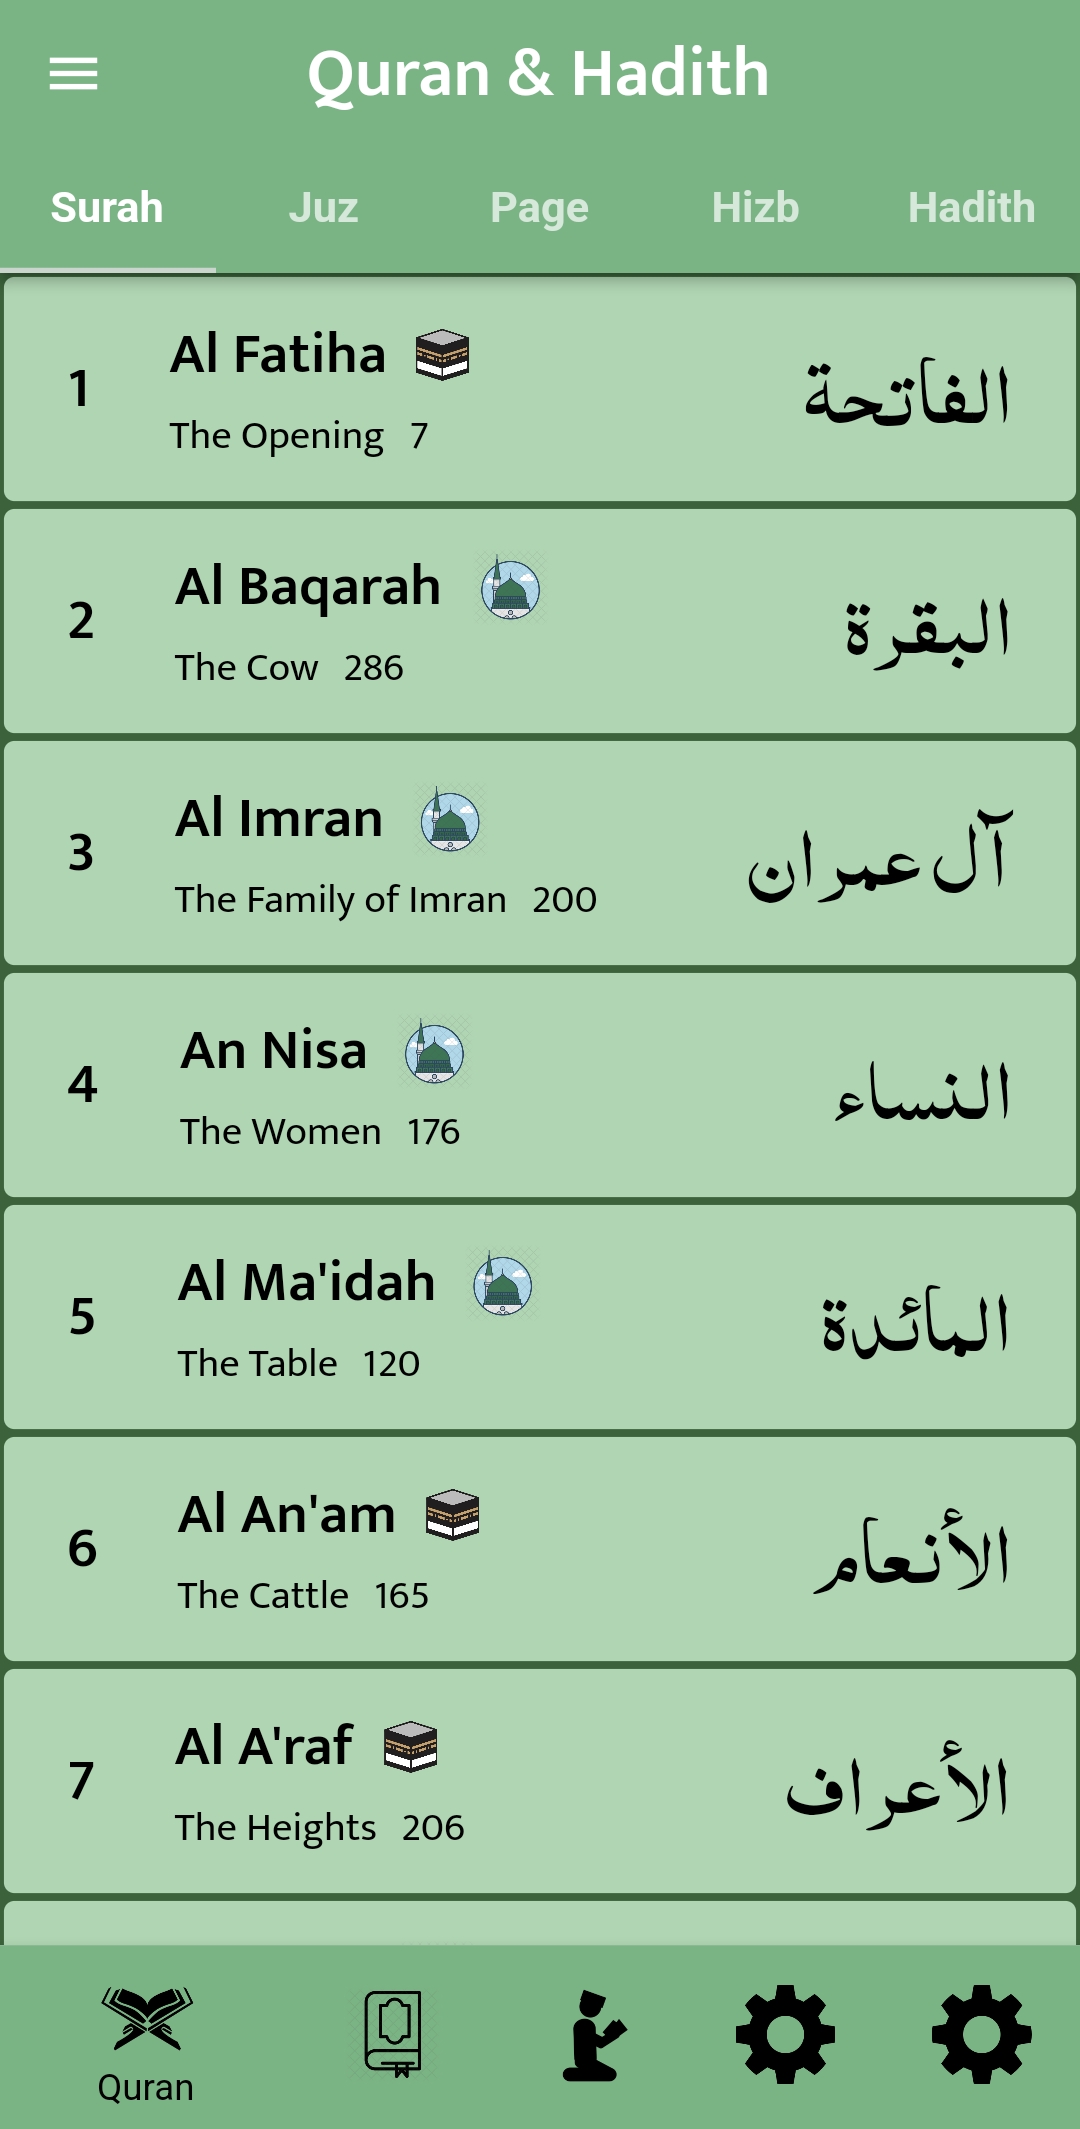 Quran & Hadith
Surah Juz Page Hizb Hadith
1
Al Fatiha
The Opening 7
الفاتحة
2
Al Baqarah
The Cow 286
البقرة
3
Al Imran
The Family of Imran 200
آل عمران
4
An Nisa
The Women 176
النساء
5
Al Ma'idah
The Table 120
المائدة
6
Al An'am
The Cattle 165
الأنعام
7
Al A'raf
The Heights 206
الأعراف
Quran